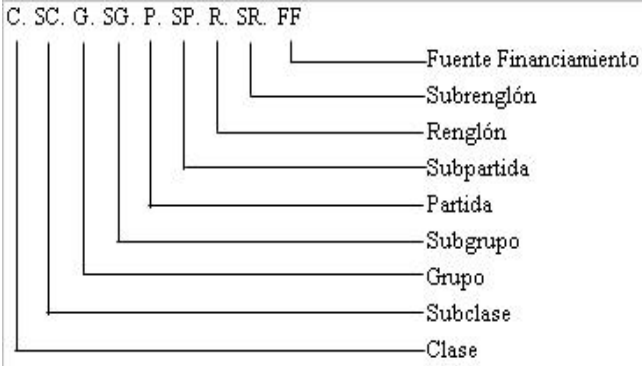 C. SC. G. SG. P. SP. R. SR. FF
Fuente Financiamiento
Subrenglón
Renglón
Subpartida
Partida
Subgrupo
Grupo
Subclase
Clase